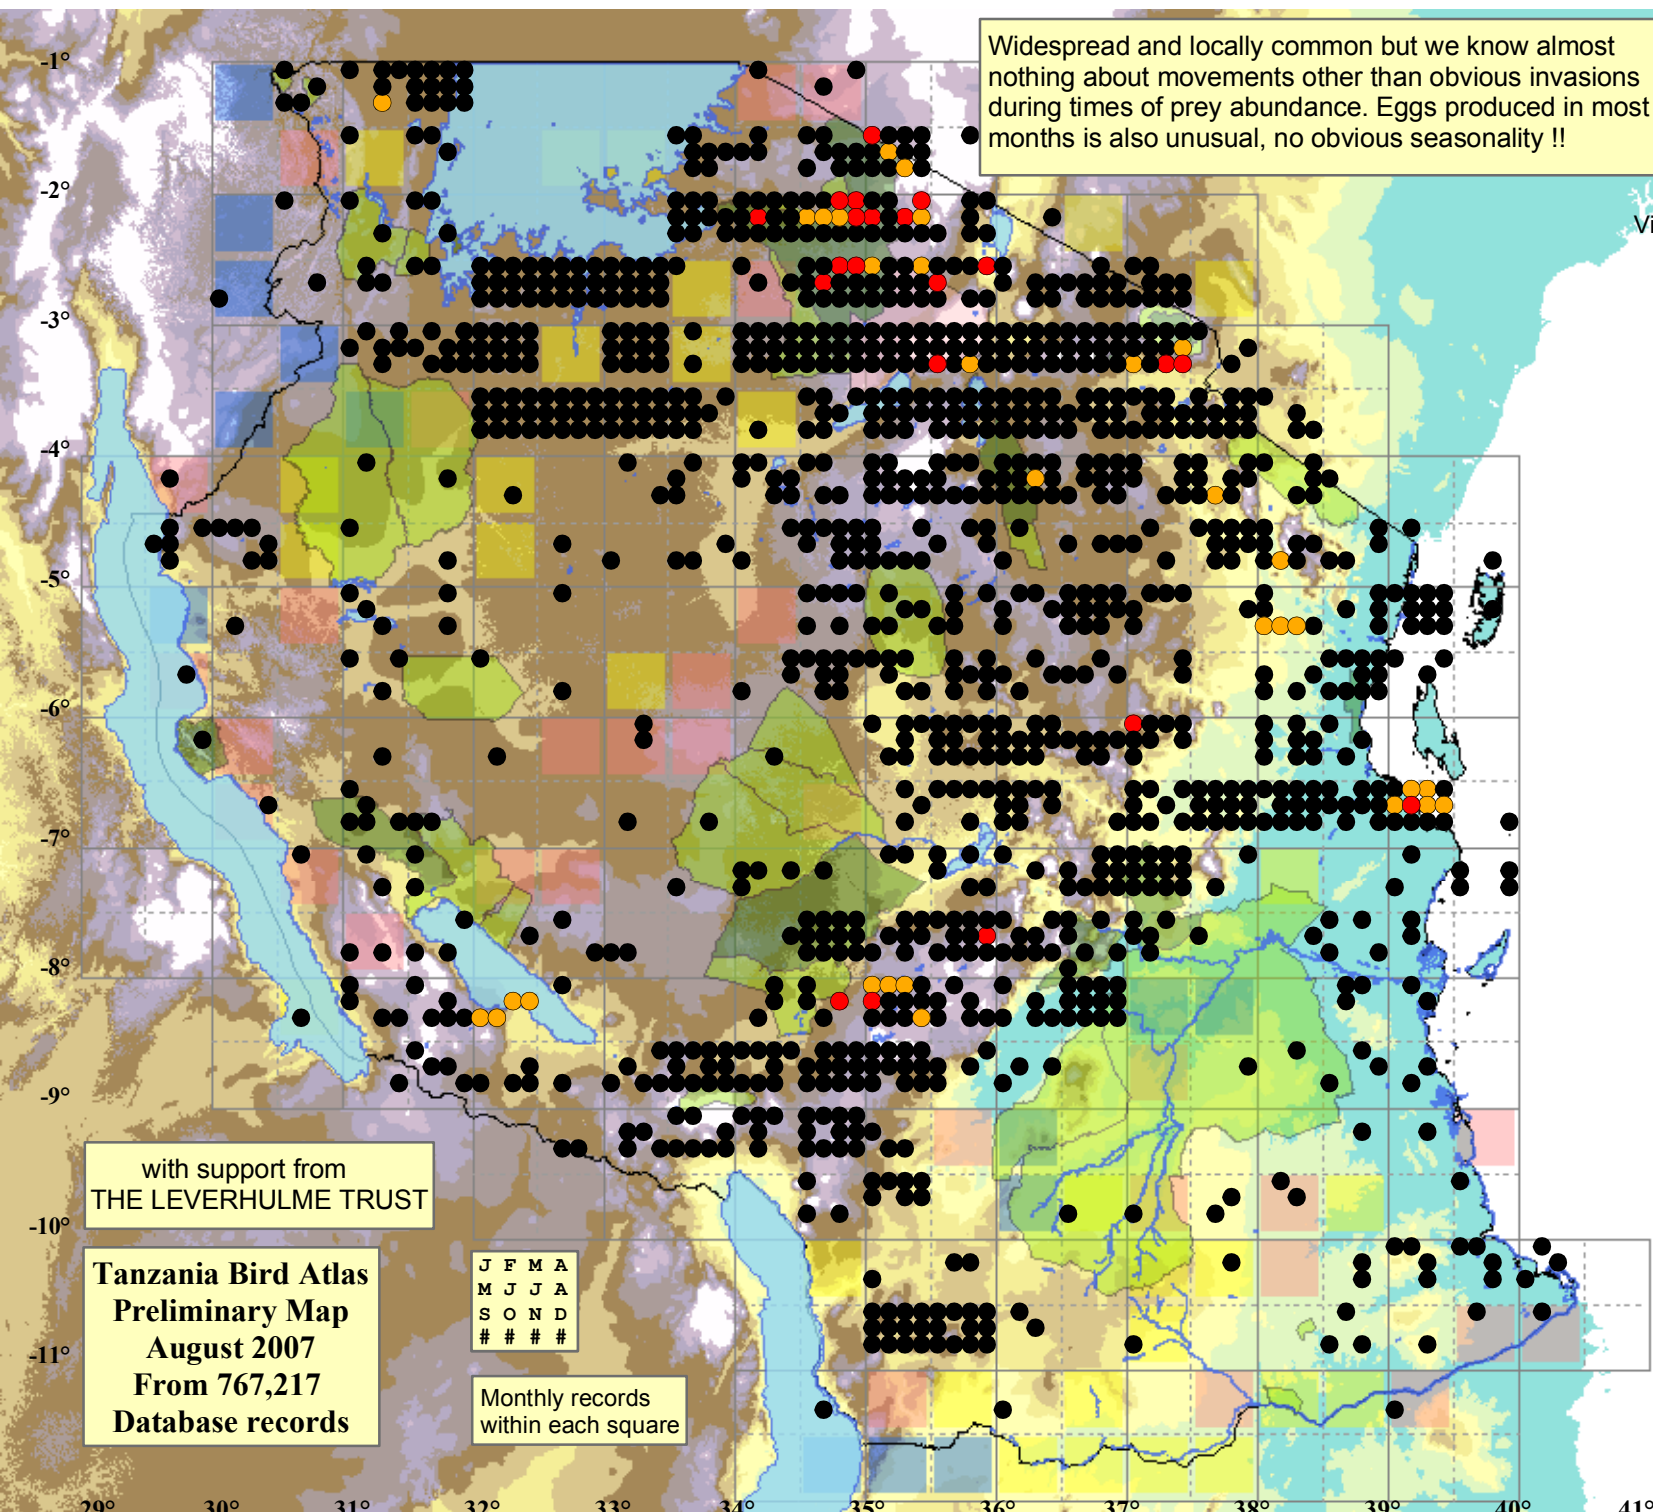 Widespread and locally common but we know almost
nothing about movements other than obvious invasions
during times of prey abundance. Eggs produced in most
months is also unusual, no obvious seasonality !!
Vi
-1°
-2°
-3°
-4°
-5°
-6°
-7°
-8°
-9°
-10°
-11°
with support from
THE LEVERHULME TRUST
Tanzania Bird Atlas
Preliminary Map
August 2007
From 767,217
Database records
J F M A
M J J A
S O N D
# # # #
Monthly records
within each square
29° 30° 31° 32° 33° 34° 35° 36° 37° 38° 39° 40° 41°